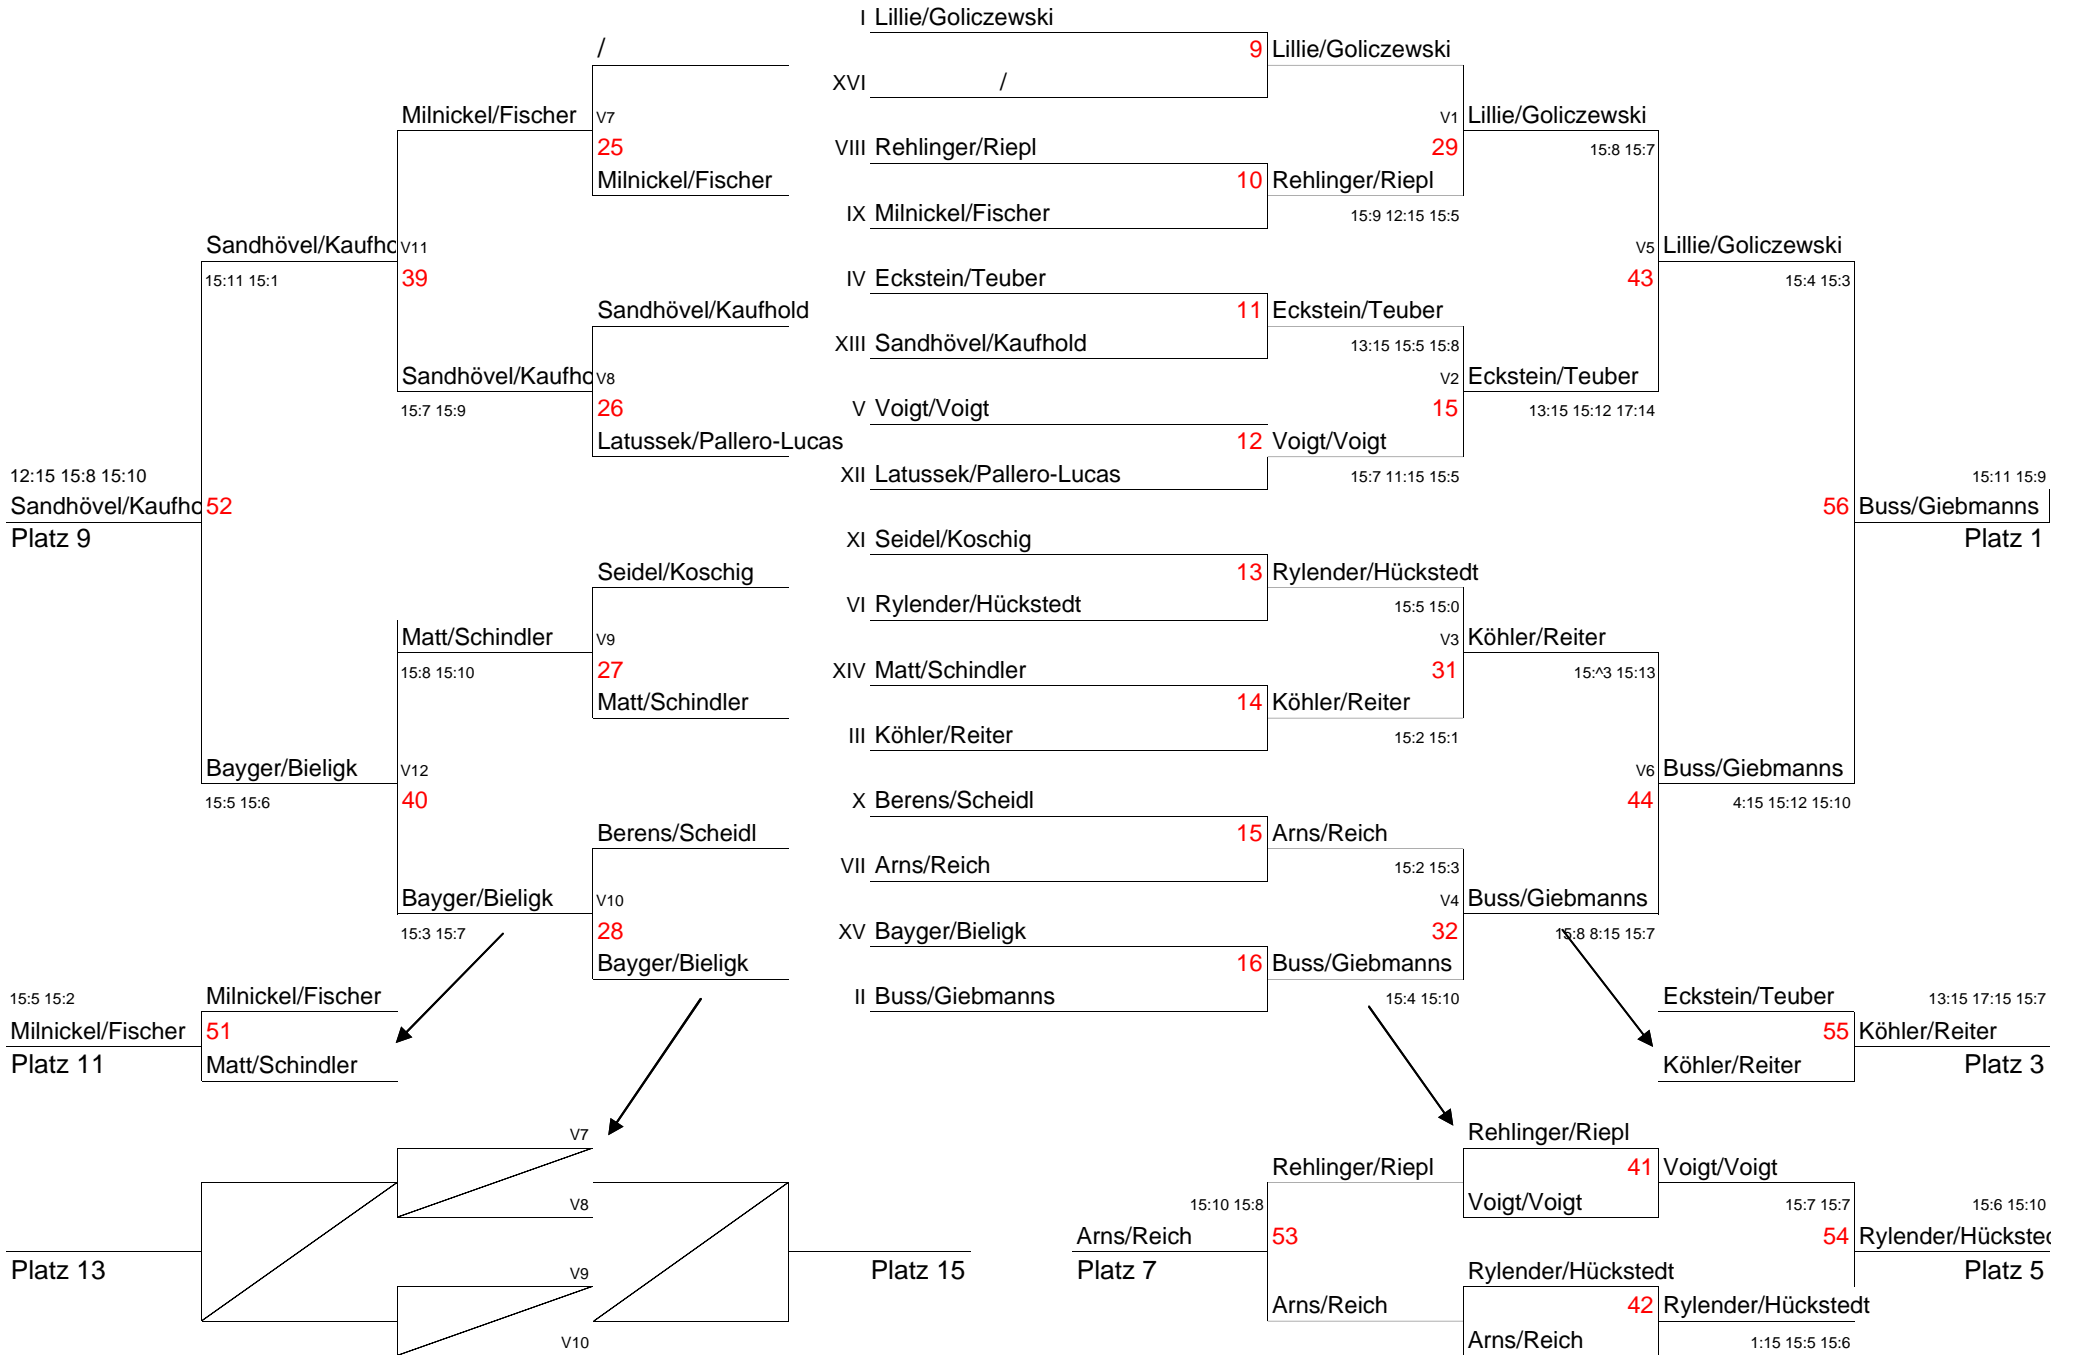 I Lillie/Goliczewski
/
9 Lillie/Goliczewski
XVI /
Milnickel/Fischer V7
V1 Lillie/Goliczewski
25
VIII Rehlinger/Riepl
29
15:8 15:7
Milnickel/Fischer
10 Rehlinger/Riepl
IX Milnickel/Fischer
15:9 12:15 15:5
Sandhövel/Kaufho V11
V5 Lillie/Goliczewski
15:11 15:1
39
IV Eckstein/Teuber
43
15:4 15:3
Sandhövel/Kaufhold
11 Eckstein/Teuber
XIII Sandhövel/Kaufhold
13:15 15:5 15:8
Sandhövel/Kaufho V8
V2 Eckstein/Teuber
15:7 15:9
26
V Voigt/Voigt
15
13:15 15:12 17:14
Latussek/Pallero-Lucas
12 Voigt/Voigt
12:15 15:8 15:10
XII Latussek/Pallero-Lucas
15:7 11:15 15:5
15:11 15:9
Sandhövel/Kaufho 52
56 Buss/Giebmanns
Platz 9
XI Seidel/Koschig
Platz 1
Seidel/Koschig
13 Rylender/Hückstedt
VI Rylender/Hückstedt
15:5 15:0
Matt/Schindler V9
V3 Köhler/Reiter
15:8 15:10
27
XIV Matt/Schindler
31
15:^3 15:13
Matt/Schindler
14 Köhler/Reiter
III Köhler/Reiter
15:2 15:1
Bayger/Bieligk V12
V6 Buss/Giebmanns
15:5 15:6
40
X Berens/Scheidl
44
4:15 15:12 15:10
Berens/Scheidl
15 Arns/Reich
VII Arns/Reich
15:2 15:3
Bayger/Bieligk V10
V4 Buss/Giebmanns
15:3 15:7
28
XV Bayger/Bieligk
32
15:8 8:15 15:7
Bayger/Bieligk
16 Buss/Giebmanns
15:5 15:2
Milnickel/Fischer
II Buss/Giebmanns
15:4 15:10
Eckstein/Teuber
13:15 17:15 15:7
Milnickel/Fischer 51
55 Köhler/Reiter
Platz 11
Matt/Schindler
Köhler/Reiter
Platz 3
V7
Rehlinger/Riepl
Rehlinger/Riepl
41 Voigt/Voigt
V8
15:10 15:8
Voigt/Voigt
15:7 15:7
15:6 15:10
Arns/Reich 53
54 Rylender/Hückstec
Platz 13
V9
Platz 15
Platz 7
Rylender/Hückstedt
Platz 5
Arns/Reich
42 Rylender/Hückstedt
V10
Arns/Reich
1:15 15:5 15:6